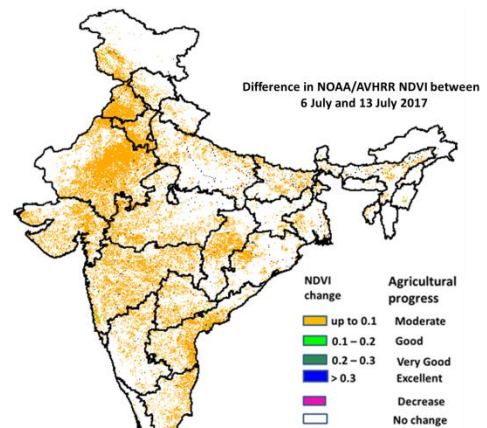 Difference in NOAA/AVHRR NDVI between
6 July and 13 July 2017
NDVI change
Agricultural progress
up to 0.1 Moderate
0.1 – 0.2 Good
0.2 – 0.3 Very Good
> 0.3 Excellent
Decrease
No change